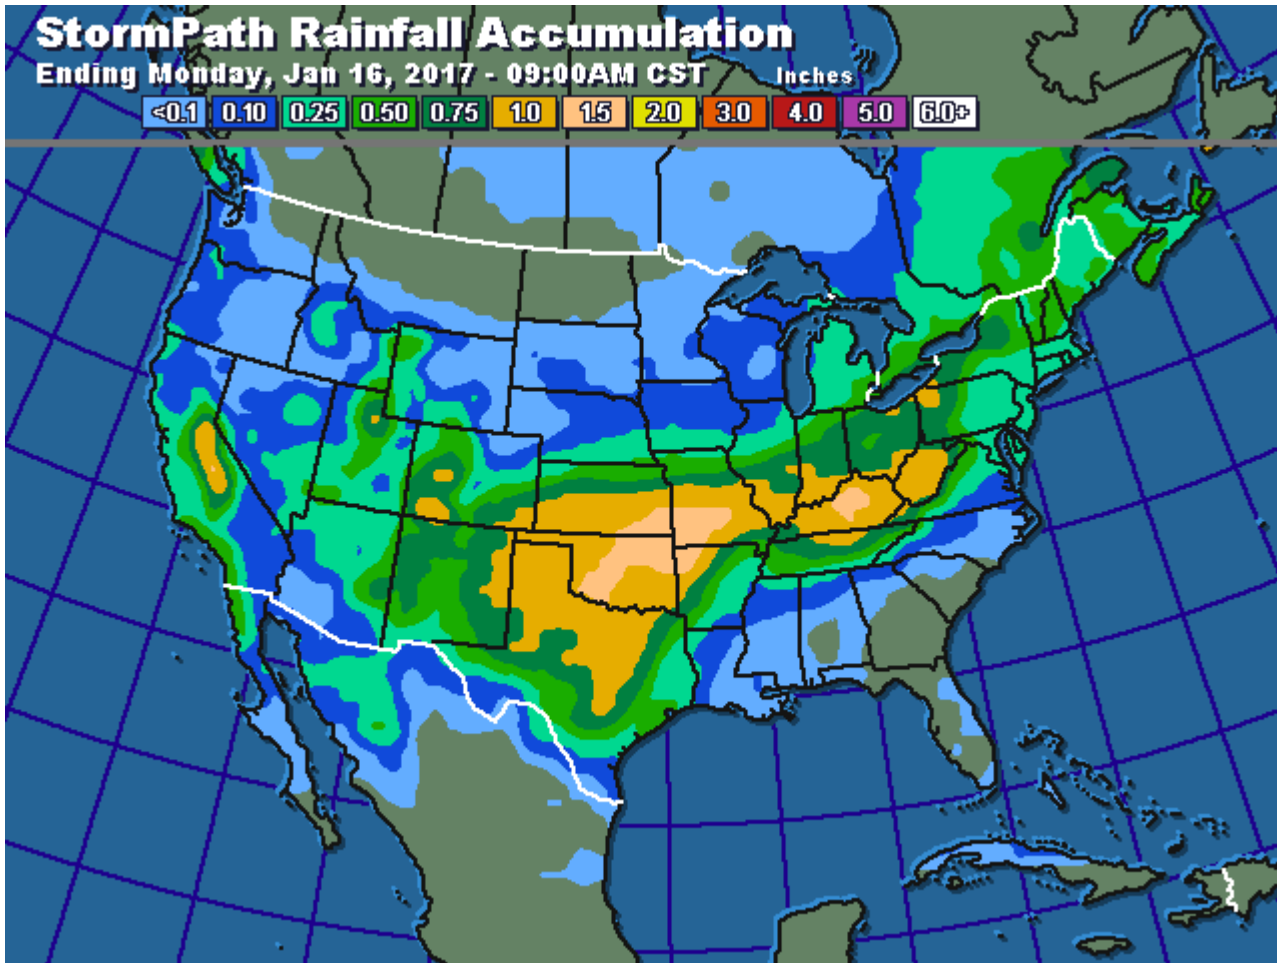 StormPath Rainfall Accumulation
Ending Monday, Jan 16, 2017 - 09:00AM CST Inches
<0.1 0.10 0.25 0.50 0.75 1.0 1.5 2.0 3.0 4.0 5.0 6.0+